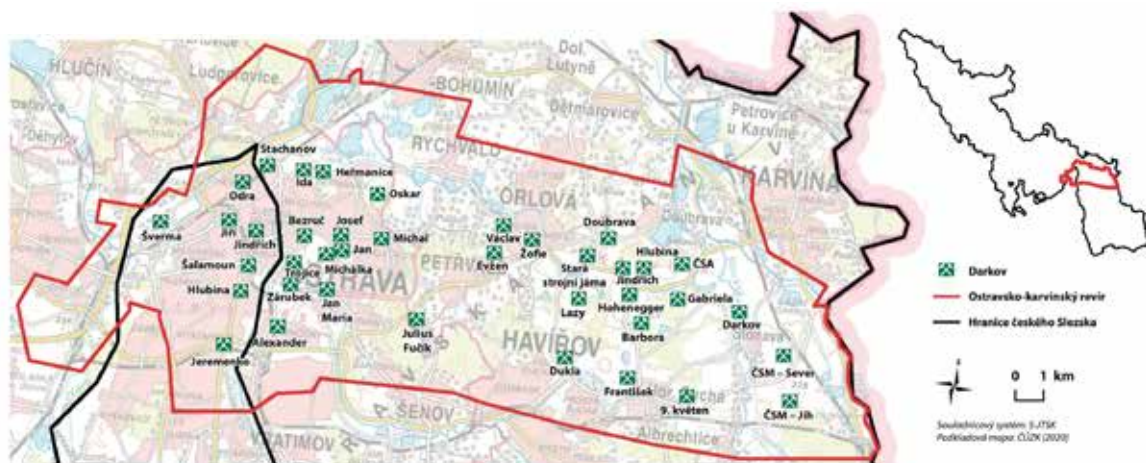 HLUČÍN
Ludgeřovice
BOHUMÍN
Dol.
Lutyně
Dětmarovice
Petrovice
u Karviné
RYCHVALD
ORLOVÁ
KARVINÁ
Doubrava
PETŘV
OSTRAVA
HAVÍŘOV
ŠENOV
VRATIMOV
Albrechtice
Stachanov
Ida
Heřmanice
Odra
Oskar
Šverma
Jiří
Jindřich
Bezruč
Josef
Jan
Michal
Michálka
Šalamoun
Trojice
Hlubina
Zárubek
Jan
Maria
Alexander
Jeremenko
Julius
Fučík
Václav
Žofie
Evžen
Doubrava
Stará
strojní jáma
Hlubina
Jindřich
ČSA
Lazy
Hohenegger
Gabriela
Barbora
Darkov
Dukla
František
9. květen
ČSM – Sever
ČSM – Jih
Darkov
Ostravsko-karvinský revír
Hranice českého Slezska
0 1 km
Souřadnicový systém: S-JTSK
Podkladová mapa: ČÚZK (2020)